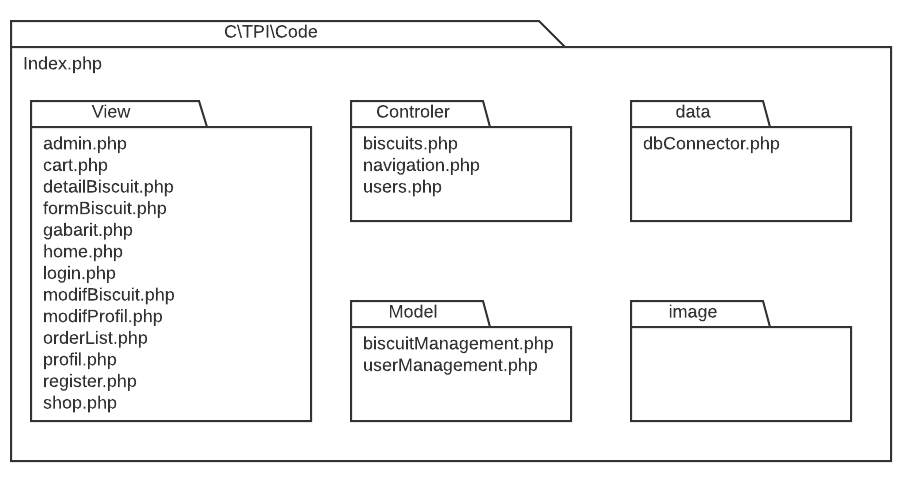 C\TPI\Code
Index.php
View
admin.php
cart.php
detailBiscuit.php
formBiscuit.php
gabarit.php
home.php
login.php
modifBiscuit.php
modifProfil.php
orderList.php
profil.php
register.php
shop.php
Controler
biscuits.php
navigation.php
users.php
data
dbConnector.php
Model
biscuitManagement.php
userManagement.php
image